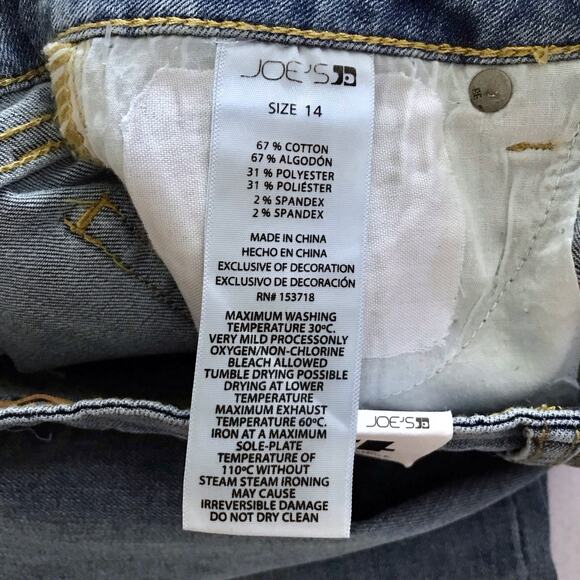 JOE'S
SIZE 14
67 % COTTON
67 % ALGODÓN
31 % POLYESTER
31 % POLIÉSTER
2 % SPANDEX
2 % SPANDEX
MADE IN CHINA
HECHO EN CHINA
EXCLUSIVE OF DECORATION
EXCLUSIVO DE DECORACIÓN
RN# 153718
MAXIMUM WASHING
TEMPERATURE 30ºC.
VERY MILD PROCESSONLY
OXYGEN/NON-CHLORINE
BLEACH ALLOWED
TUMBLE DRYING POSSIBLE
DRYING AT LOWER
TEMPERATURE
MAXIMUM EXHAUST
TEMPERATURE 60ºC.
IRON AT A MAXIMUM
SOLE-PLATE
TEMPERATURE OF
110ºC WITHOUT
STEAM STEAM IRONING
MAY CAUSE
IRREVERSIBLE DAMAGE
DO NOT DRY CLEAN
JOE'S